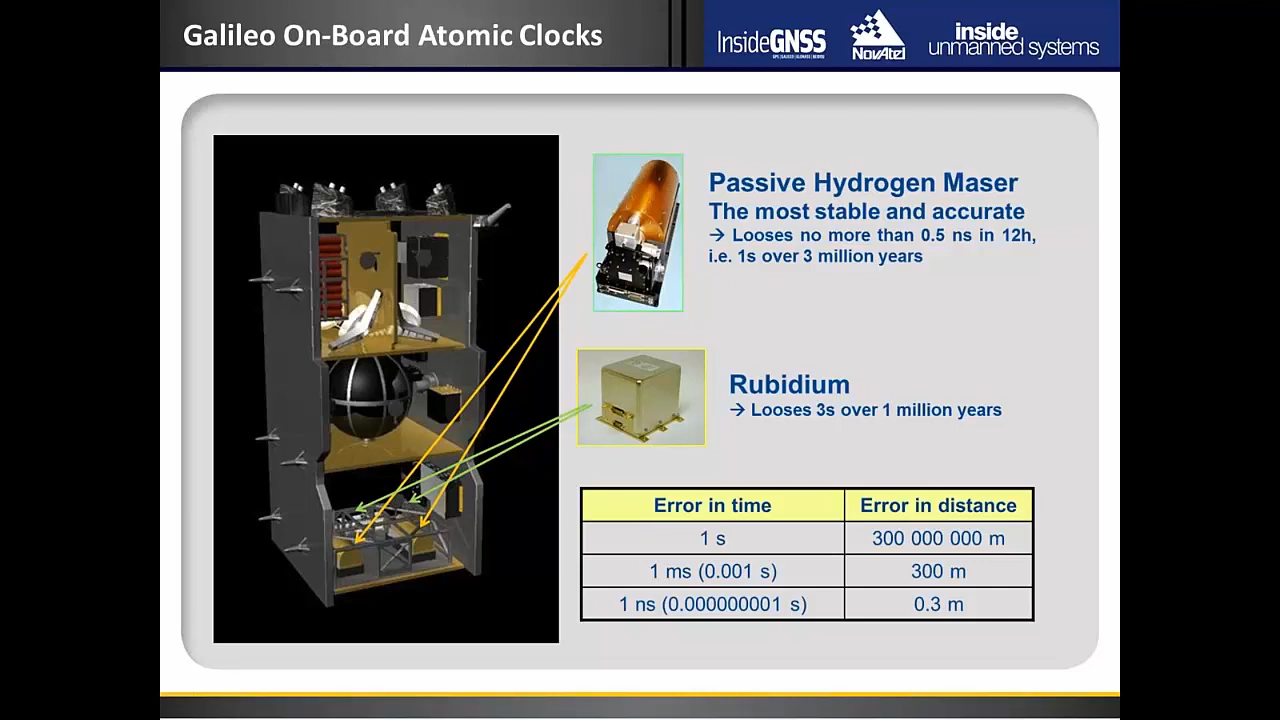 Galileo On-Board Atomic Clocks
InsideGNSS
NovAtel
inside
unmanned systems
Passive Hydrogen Maser
The most stable and accurate
→ Looses no more than 0.5 ns in 12h,
i.e. 1s over 3 million years
Rubidium
→ Looses 3s over 1 million years
Error in time Error in distance
1 s 300 000 000 m
1 ms (0.001 s) 300 m
1 ns (0.000000001 s) 0.3 m